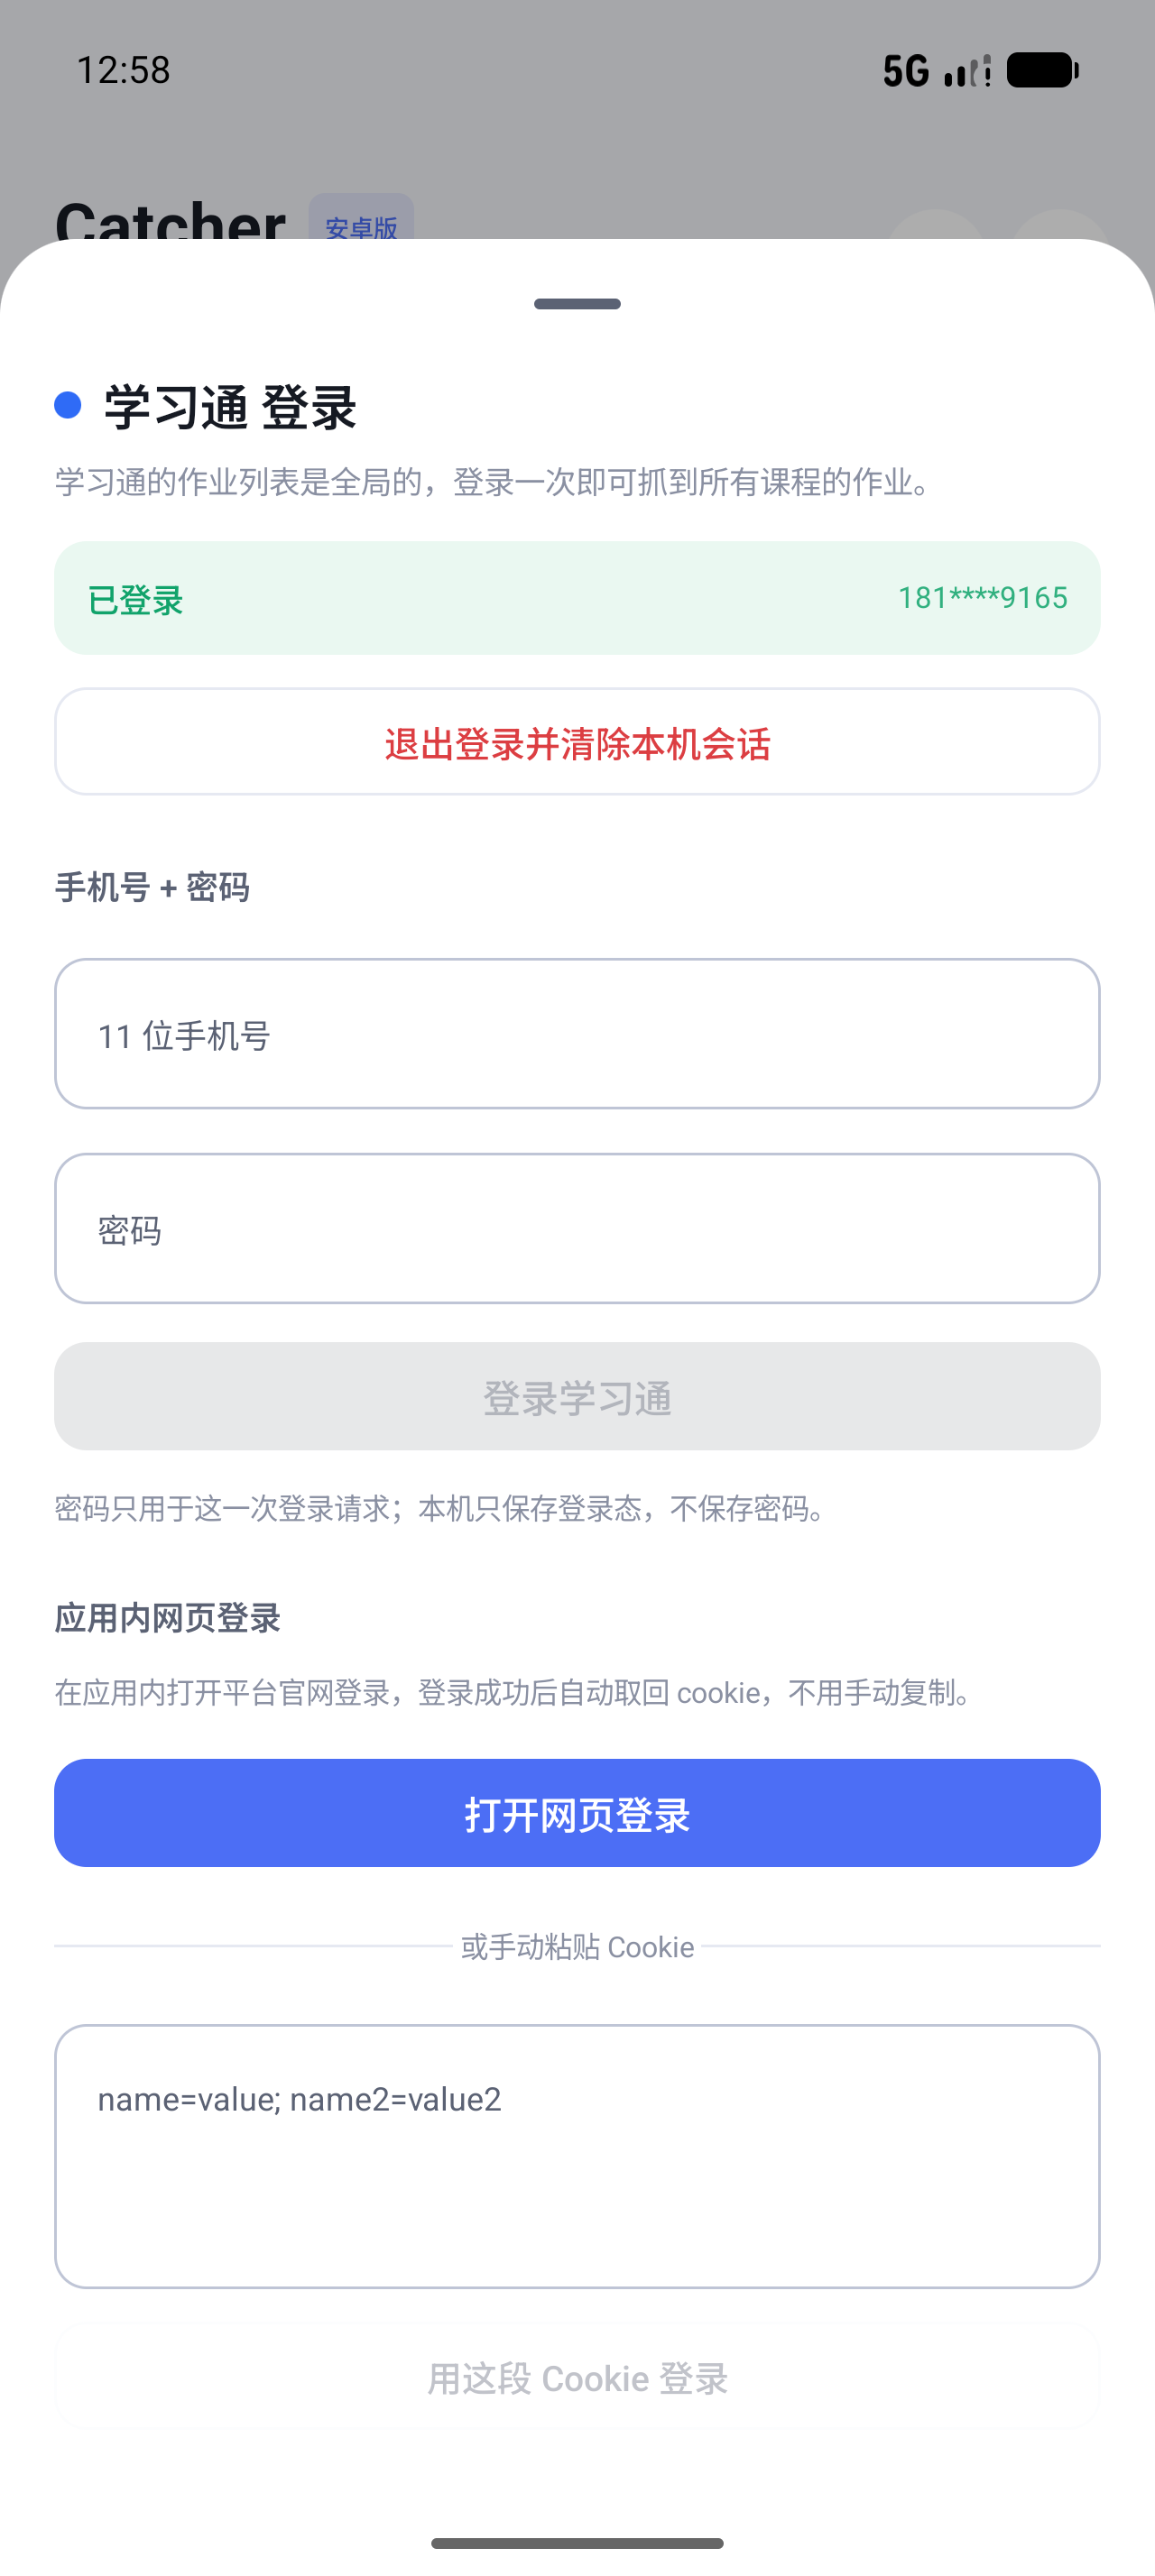 12:58
5G
Catcher 安卓版
学习通 登录
学习通的作业列表是全局的，登录一次即可抓到所有课程的作业。
已登录 181****9165
退出登录并清除本机会话
手机号 + 密码
11 位手机号
密码
登录学习通
密码只用于这一次登录请求；本机只保存登录态，不保存密码。
应用内网页登录
在应用内打开平台官网登录，登录成功后自动取回 cookie，不用手动复制。
打开网页登录
或手动粘贴 Cookie
name=value; name2=value2
用这段 Cookie 登录